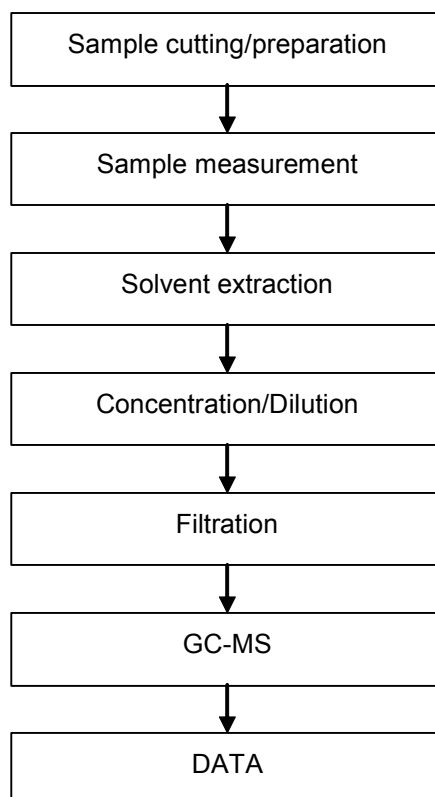 Sample cutting/preparation
Sample measurement
Solvent extraction
Concentration/Dilution
Filtration
GC-MS
DATA